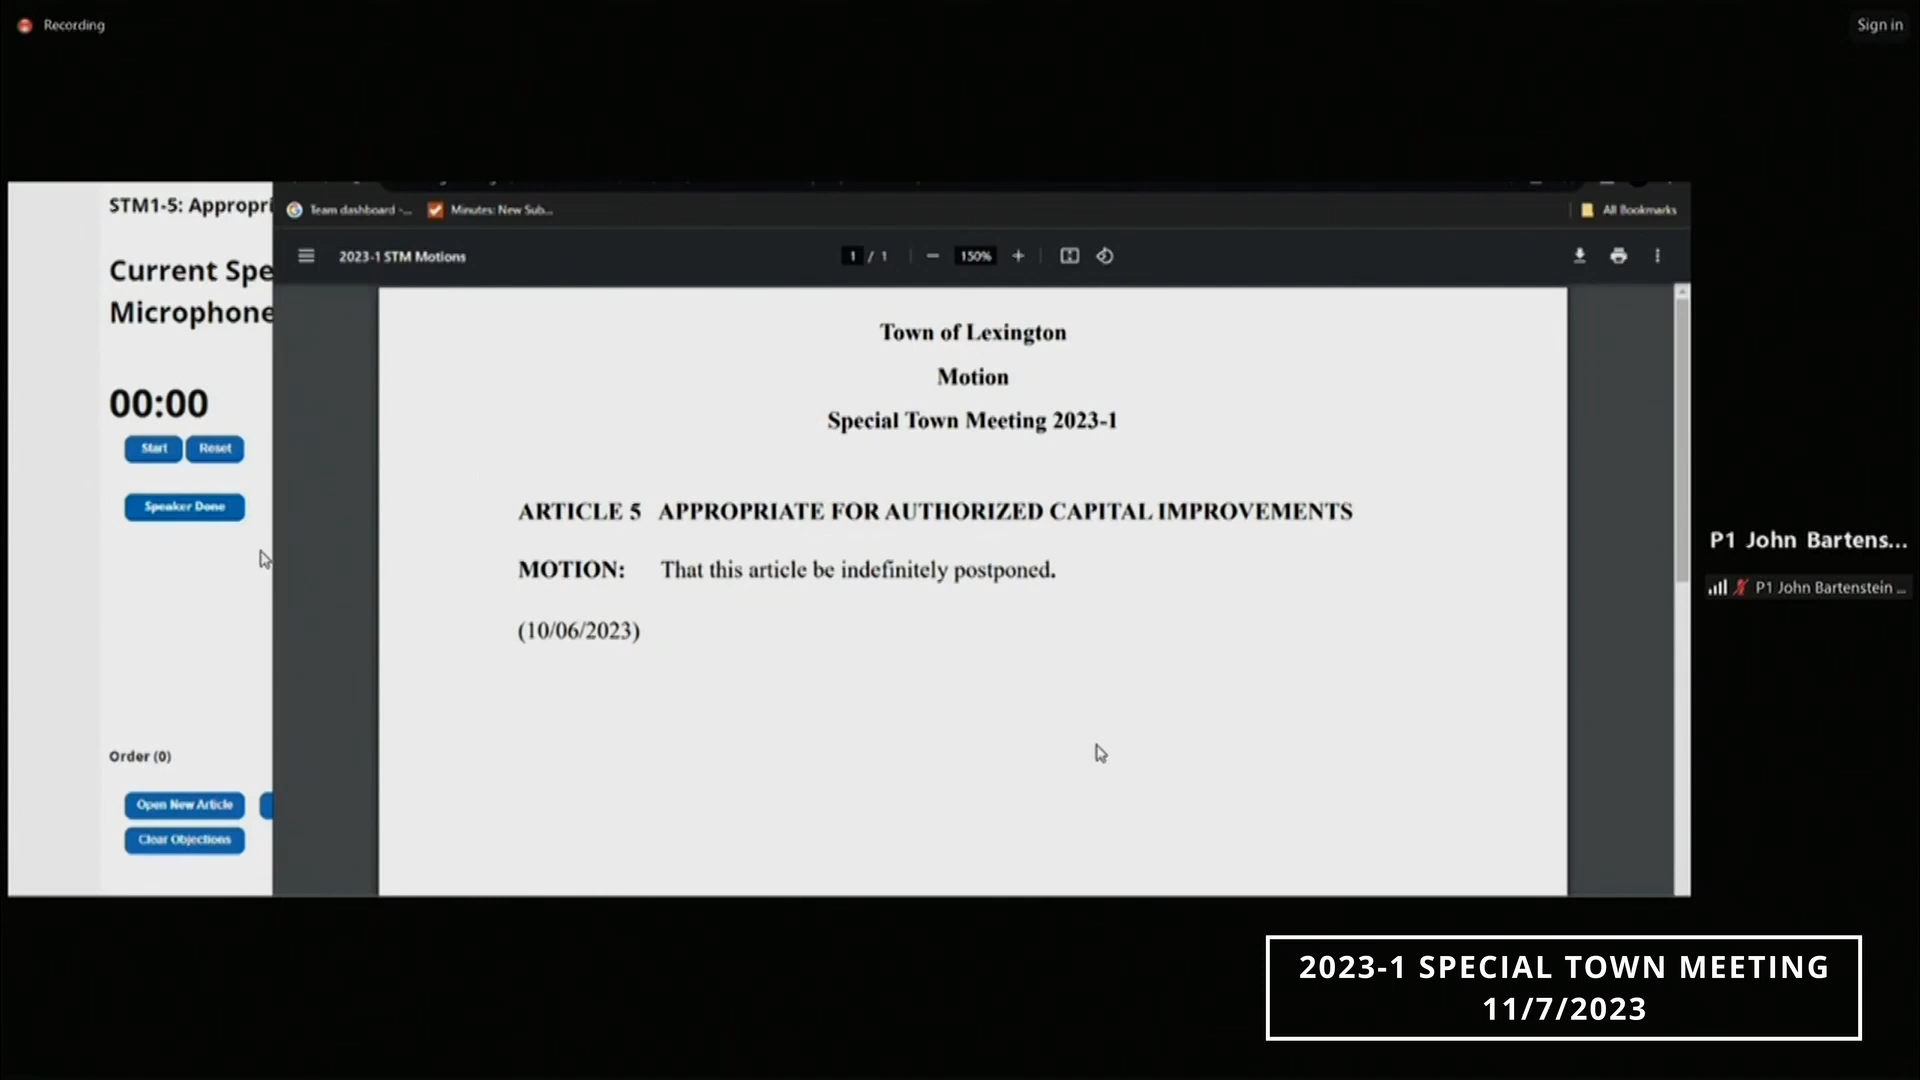 Recording
Sign in
STM1-5: Appropri
Current Spe
Microphone
00:00
Start Reset
Speaker Done
Order (0)
Open New Article
Clear Objections
Team dashboard -... Minutes: New Sub... All Bookmarks
2023-1 STM Motions 1 / 1 150%
Town of Lexington
Motion
Special Town Meeting 2023-1
ARTICLE 5 APPROPRIATE FOR AUTHORIZED CAPITAL IMPROVEMENTS
MOTION: That this article be indefinitely postponed.
(10/06/2023)
P1 John Bartens...
P1 John Bartenstein ...
2023-1 SPECIAL TOWN MEETING
11/7/2023